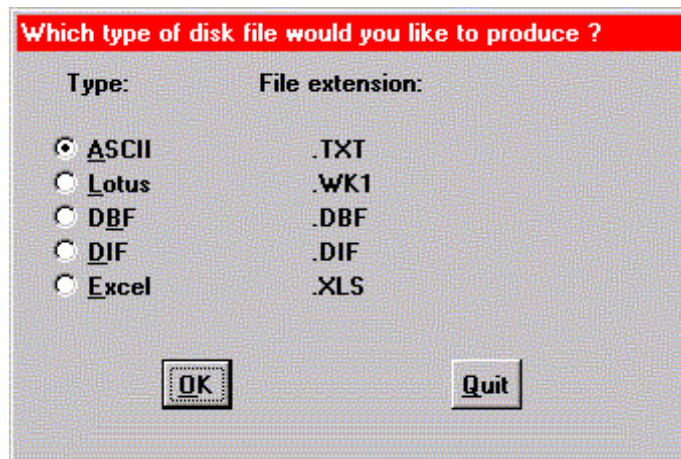 Which type of disk file would you like to produce ?
Type: File extension:
ASCII .TXT
Lotus .WK1
DBF .DBF
DIF .DIF
Excel .XLS
OK Quit